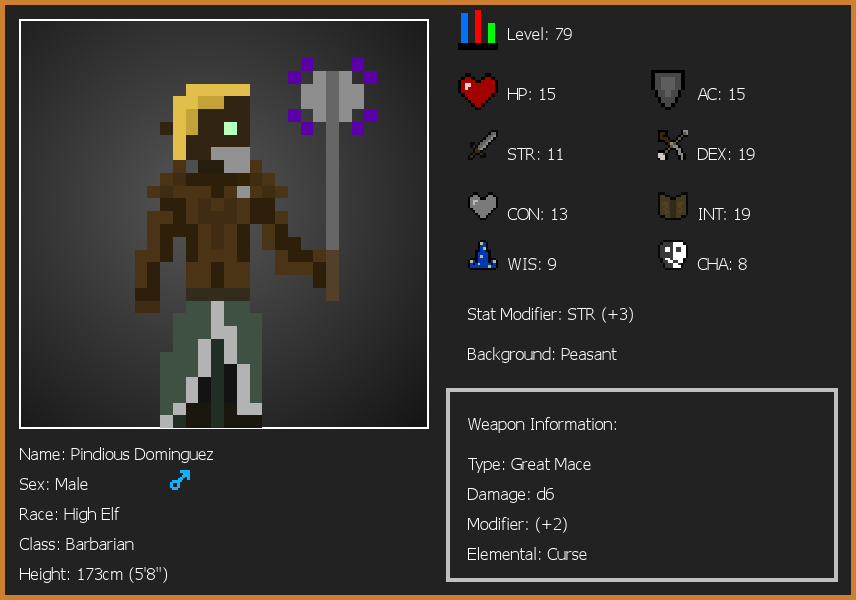 Level: 79
HP: 15
AC: 15
STR: 11
DEX: 19
CON: 13
INT: 19
WIS: 9
CHA: 8
Stat Modifier: STR (+3)
Background: Peasant
Weapon Information:
Type: Great Mace
Damage: d6
Modifier: (+2)
Elemental: Curse
Name: Pindious Dominguez
Sex: Male
Race: High Elf
Class: Barbarian
Height: 173cm (5'8")